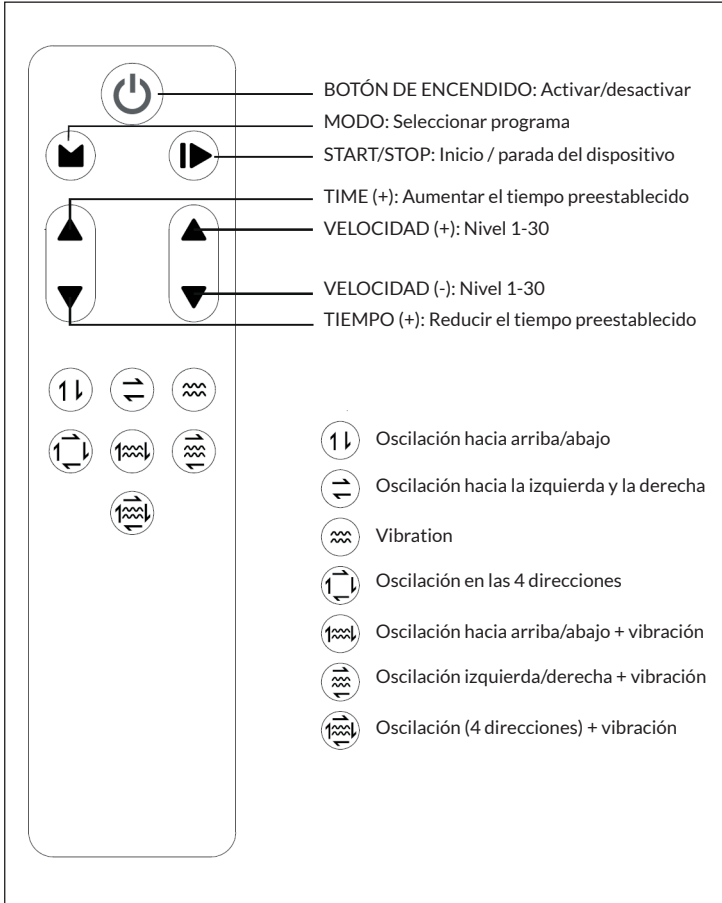 BOTÓN DE ENCENDIDO: Activar/desactivar
MODO: Seleccionar programa
START/STOP: Inicio / parada del dispositivo
TIME (+): Aumentar el tiempo preestablecido
VELOCIDAD (+): Nivel 1-30
VELOCIDAD (-): Nivel 1-30
TIEMPO (+): Reducir el tiempo preestablecido
Oscilación hacia arriba/abajo
Oscilación hacia la izquierda y la derecha
Vibration
Oscilación en las 4 direcciones
Oscilación hacia arriba/abajo + vibración
Oscilación izquierda/derecha + vibración
Oscilación (4 direcciones) + vibración